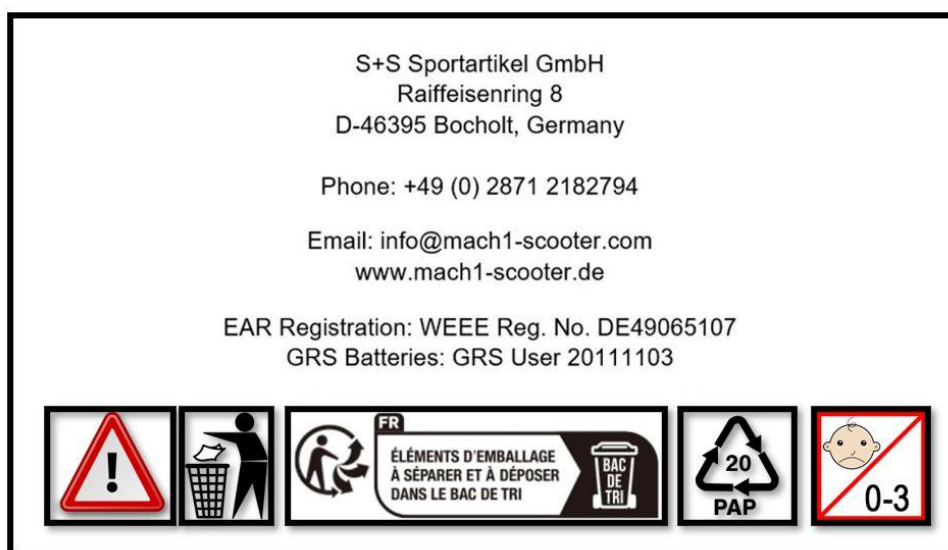 S+S Sportartikel GmbH
Raiffeisenring 8
D-46395 Bocholt, Germany
Phone: +49 (0) 2871 2182794
Email: info@mach1-scooter.com
www.mach1-scooter.de
EAR Registration: WEEE Reg. No. DE49065107
GRS Batteries: GRS User 20111103
!
FR
ÉLÉMENTS D'EMBALLAGE
À SÉPARER ET À DÉPOSER
DANS LE BAC DE TRI
BAC
DE
TRI
20
PAP
0-3